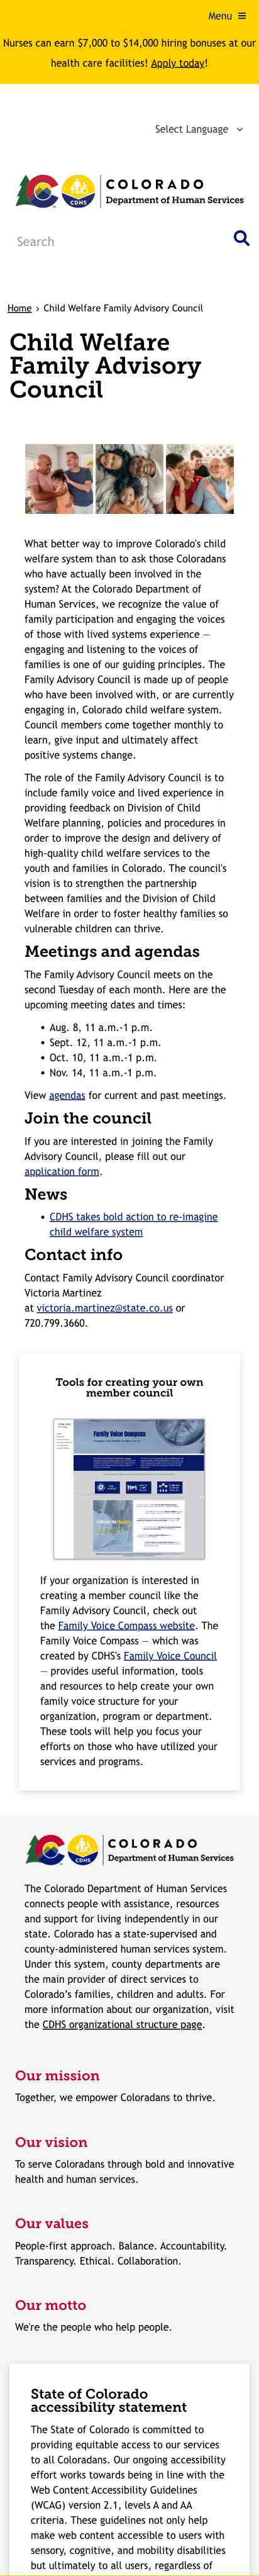 Menu ≡
Nurses can earn $7,000 to $14,000 hiring bonuses at our
health care facilities! Apply today!
Select Language
COLORADO
CDHS
Department of Human Services
Search
Home › Child Welfare Family Advisory Council
Child Welfare
Family Advisory
Council
What better way to improve Colorado's child
welfare system than to ask those Coloradans
who have actually been involved in the
system? At the Colorado Department of
Human Services, we recognize the value of
family participation and engaging the voices
of those with lived systems experience —
engaging and listening to the voices of
families is one of our guiding principles. The
Family Advisory Council is made up of people
who have been involved with, or are currently
engaging in, Colorado child welfare system.
Council members come together monthly to
learn, give input and ultimately affect
positive systems change.
The role of the Family Advisory Council is to
include family voice and lived experience in
providing feedback on Division of Child
Welfare planning, policies and procedures in
order to improve the design and delivery of
high-quality child welfare services to the
youth and families in Colorado. The council's
vision is to strengthen the partnership
between families and the Division of Child
Welfare in order to foster healthy families so
vulnerable children can thrive.
Meetings and agendas
The Family Advisory Council meets on the
second Tuesday of each month. Here are the
upcoming meeting dates and times:
• Aug. 8, 11 a.m.-1 p.m.
• Sept. 12, 11 a.m.-1 p.m.
• Oct. 10, 11 a.m.-1 p.m.
• Nov. 14, 11 a.m.-1 p.m.
View agendas for current and past meetings.
Join the council
If you are interested in joining the Family
Advisory Council, please fill out our
application form.
News
• CDHS takes bold action to re-imagine
child welfare system
Contact info
Contact Family Advisory Council coordinator
Victoria Martinez
at victoria.martinez@state.co.us or
720.799.3660.
Tools for creating your own
member council
Family Voice Compass
If your organization is interested in
creating a member council like the
Family Advisory Council, check out
the Family Voice Compass website. The
Family Voice Compass — which was
created by CDHS's Family Voice Council
— provides useful information, tools
and resources to help create your own
family voice structure for your
organization, program or department.
These tools will help you focus your
efforts on those who have utilized your
services and programs.
COLORADO
CDHS
Department of Human Services
The Colorado Department of Human Services
connects people with assistance, resources
and support for living independently in our
state. Colorado has a state-supervised and
county-administered human services system.
Under this system, county departments are
the main provider of direct services to
Colorado's families, children and adults. For
more information about our organization, visit
the CDHS organizational structure page.
Our mission
Together, we empower Coloradans to thrive.
Our vision
To serve Coloradans through bold and innovative
health and human services.
Our values
People-first approach. Balance. Accountability.
Transparency. Ethical. Collaboration.
Our motto
We're the people who help people.
State of Colorado
accessibility statement
The State of Colorado is committed to
providing equitable access to our services
to all Coloradans. Our ongoing accessibility
effort works towards being in line with the
Web Content Accessibility Guidelines
(WCAG) version 2.1, levels A and AA
criteria. These guidelines not only help
make web content accessible to users with
sensory, cognitive, and mobility disabilities
but ultimately to all users, regardless of